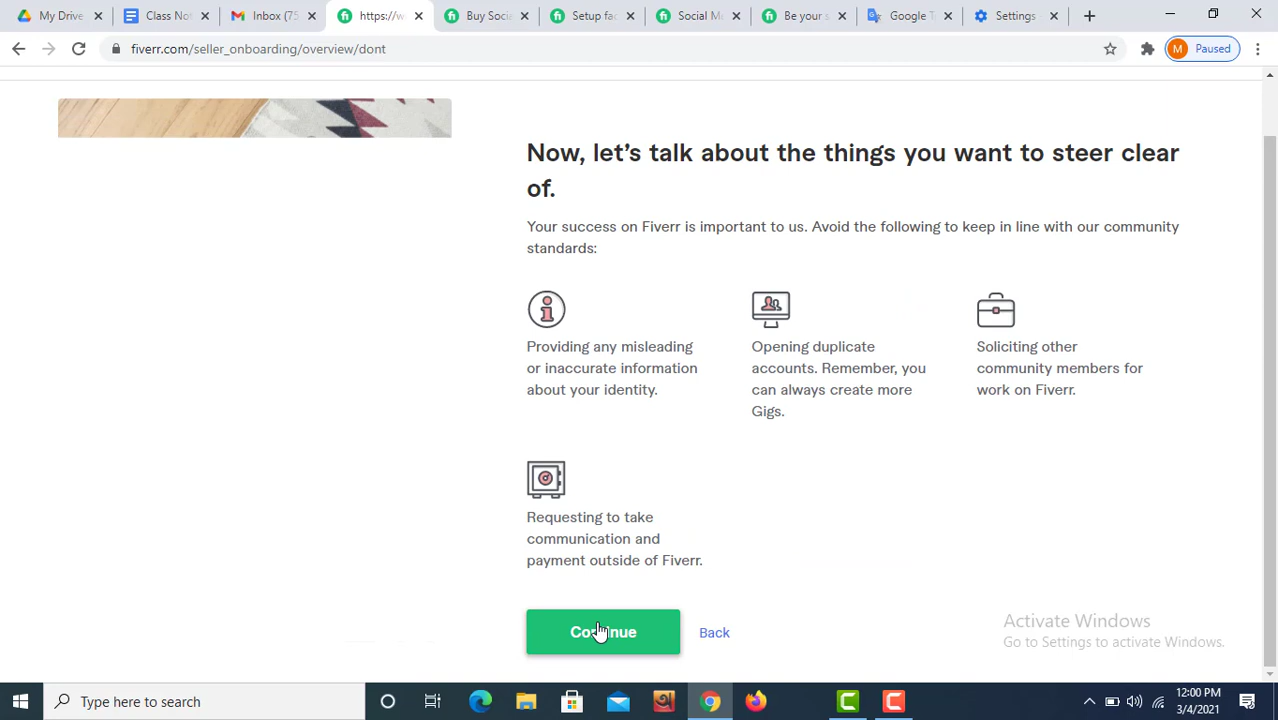 My Drive
Class No
Inbox (75
https://w
Buy Soci
Setup fac
Social M
Be your
Google T
Settings
fiverr.com/seller_onboarding/overview/dont
M
Paused
Now, let's talk about the things you want to steer clear
of.
Your success on Fiverr is important to us. Avoid the following to keep in line with our community
standards:
Providing any misleading
or inaccurate information
about your identity.
Opening duplicate
accounts. Remember, you
can always create more
Gigs.
Soliciting other
community members for
work on Fiverr.
Requesting to take
communication and
payment outside of Fiverr.
Continue
Back
Activate Windows
Go to Settings to activate Windows.
Type here to search
12:00 PM
3/4/2021